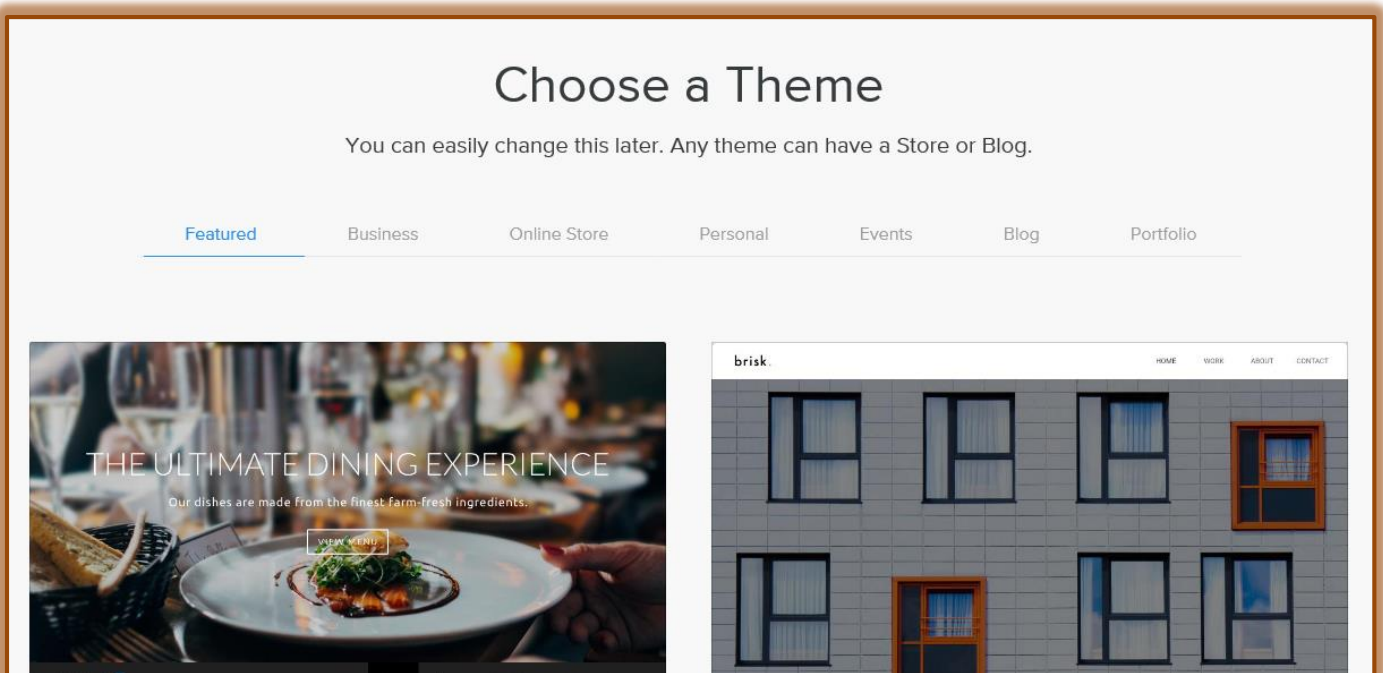 Choose a Theme
You can easily change this later. Any theme can have a Store or Blog.
Featured Business Online Store Personal Events Blog Portfolio
THE ULTIMATE DINING EXPERIENCE
Our dishes are made from the finest farm-fresh ingredients.
VIEW MENU
brisk.
HOME WORK ABOUT CONTACT